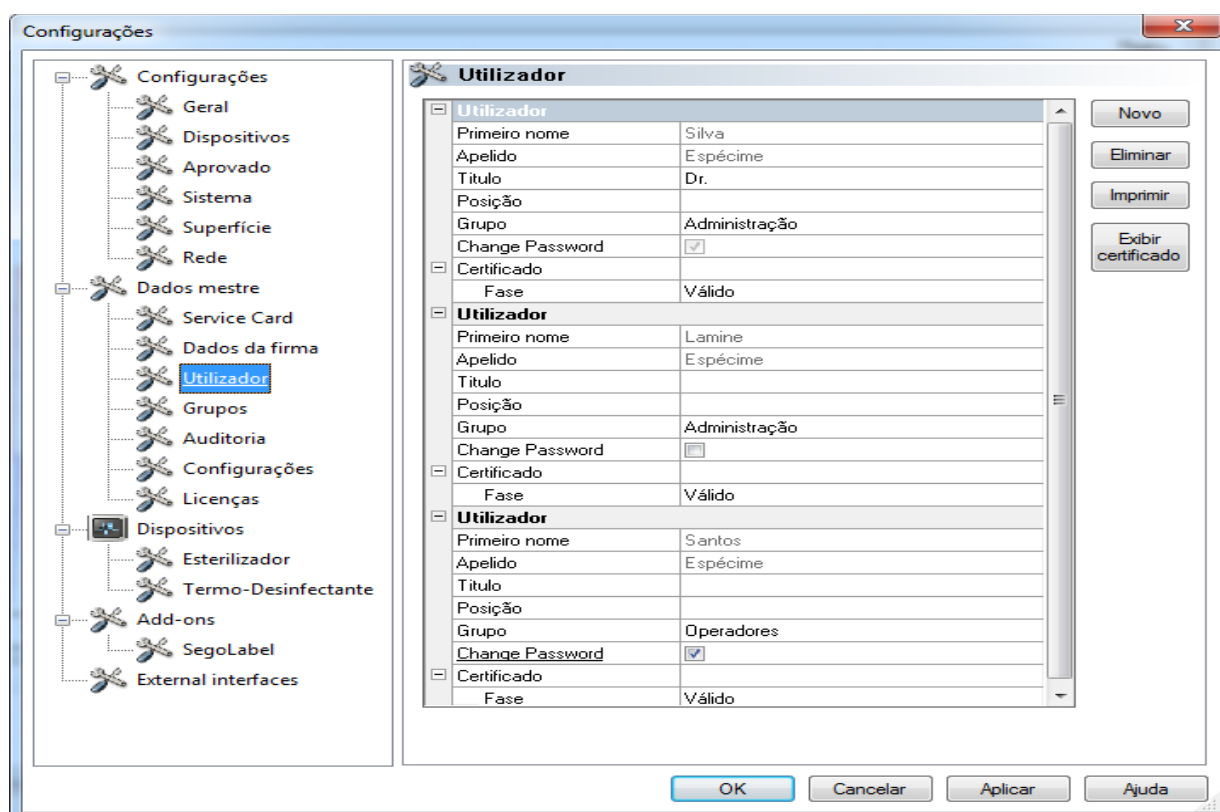 Configurações
Configurações
Geral
Dispositivos
Aprovado
Sistema
Superfície
Rede
Dados mestre
Service Card
Dados da firma
Utilizador
Grupos
Auditoria
Configurações
Licenças
Dispositivos
Esterilizador
Termo-Desinfectante
Add-ons
SegoLabel
External interfaces
Utilizador
Utilizador
Primeiro nome Silva
Apelido Espécime
Titulo Dr.
Posição
Grupo Administração
Change Password
Certificado
Fase Válido
Utilizador
Primeiro nome Lamine
Apelido Espécime
Titulo
Posição
Grupo Administração
Change Password
Certificado
Fase Válido
Utilizador
Primeiro nome Santos
Apelido Espécime
Titulo
Posição
Grupo Operadores
Change Password
Certificado
Fase Válido
Novo
Eliminar
Imprimir
Exibir
certificado
OK Cancelar Aplicar Ajuda